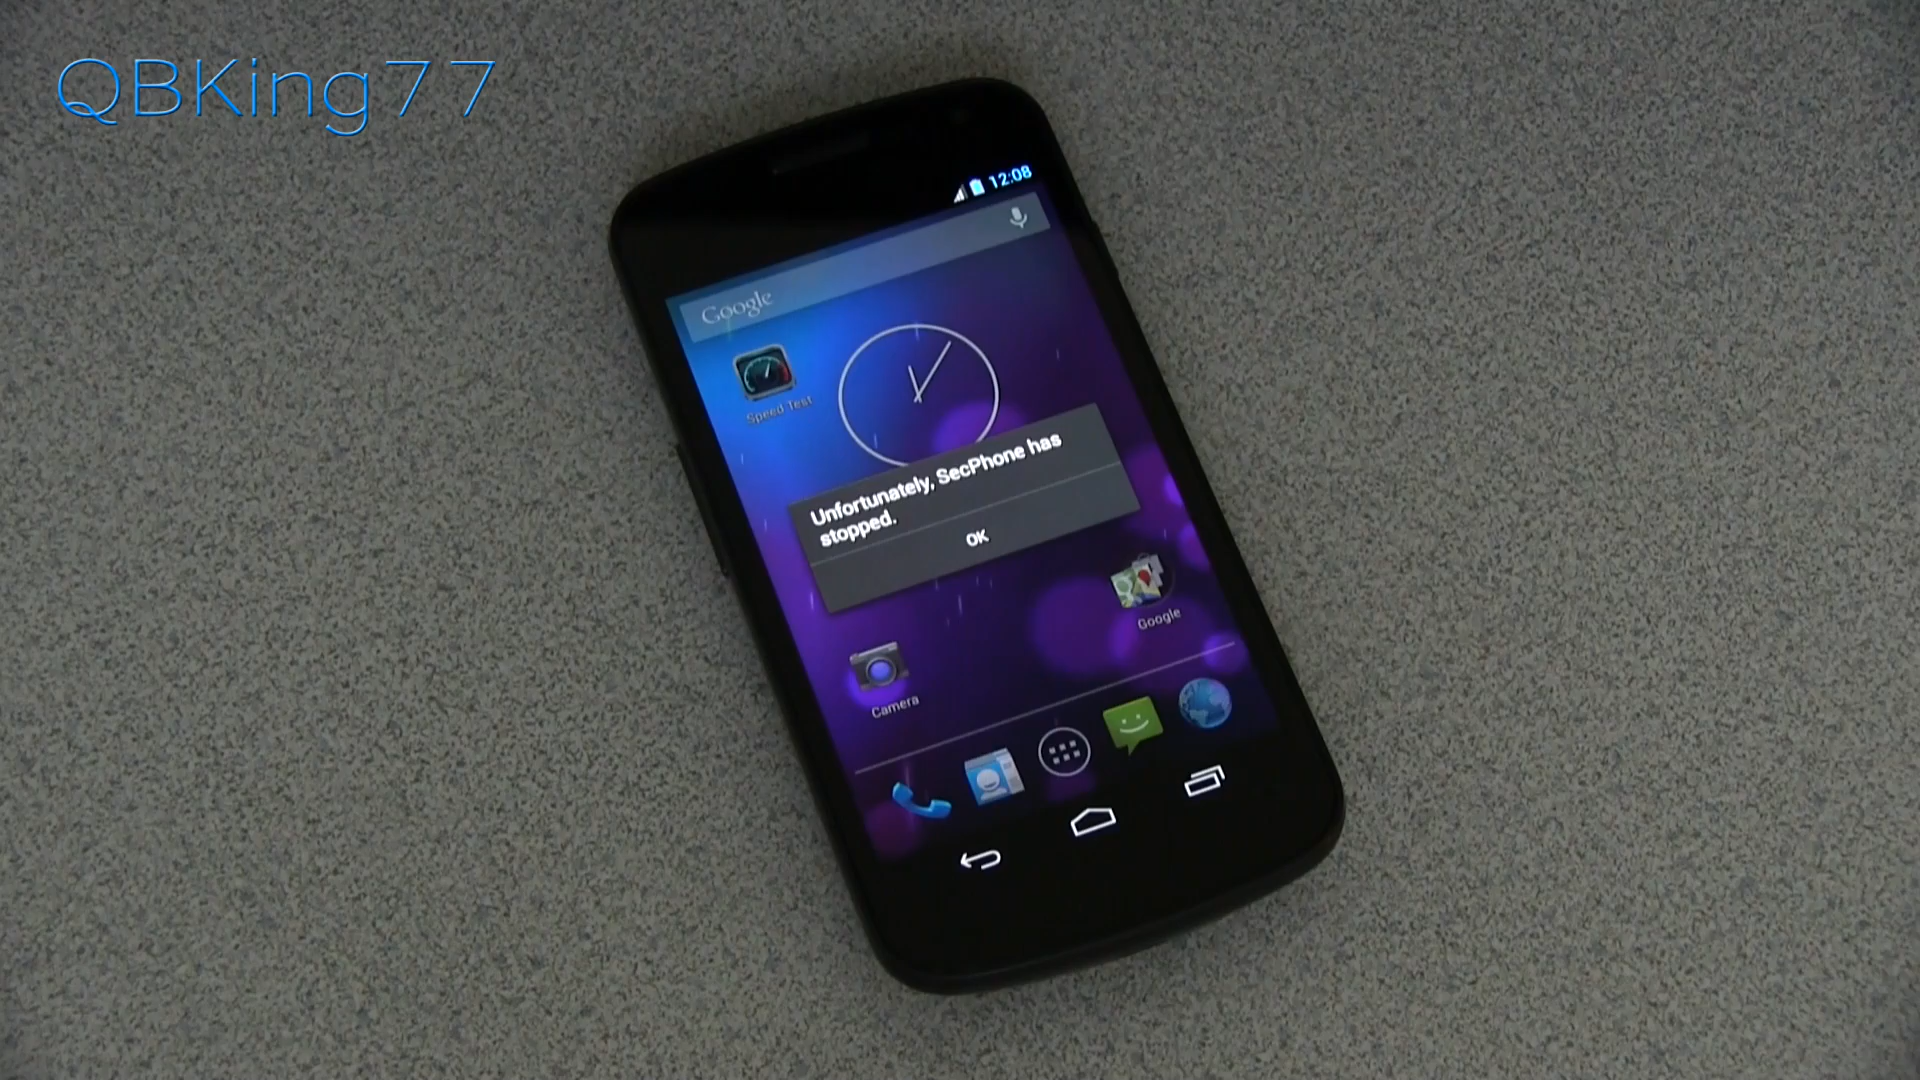 QBKing77
12:08
Google
Speed Test
Unfortunately, SecPhone has
stopped.
OK
Google
Camera